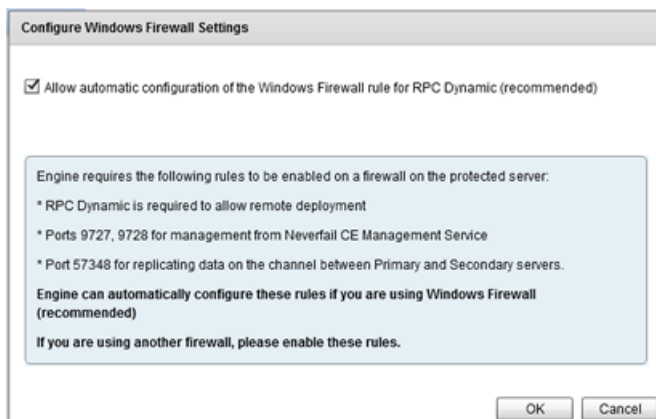 Configure Windows Firewall Settings
Allow automatic configuration of the Windows Firewall rule for RPC Dynamic (recommended)
Engine requires the following rules to be enabled on a firewall on the protected server:
* RPC Dynamic is required to allow remote deployment
* Ports 9727, 9728 for management from Neverfail CE Management Service
* Port 57348 for replicating data on the channel between Primary and Secondary servers.
Engine can automatically configure these rules if you are using Windows Firewall
(recommended)
If you are using another firewall, please enable these rules.
OK Cancel